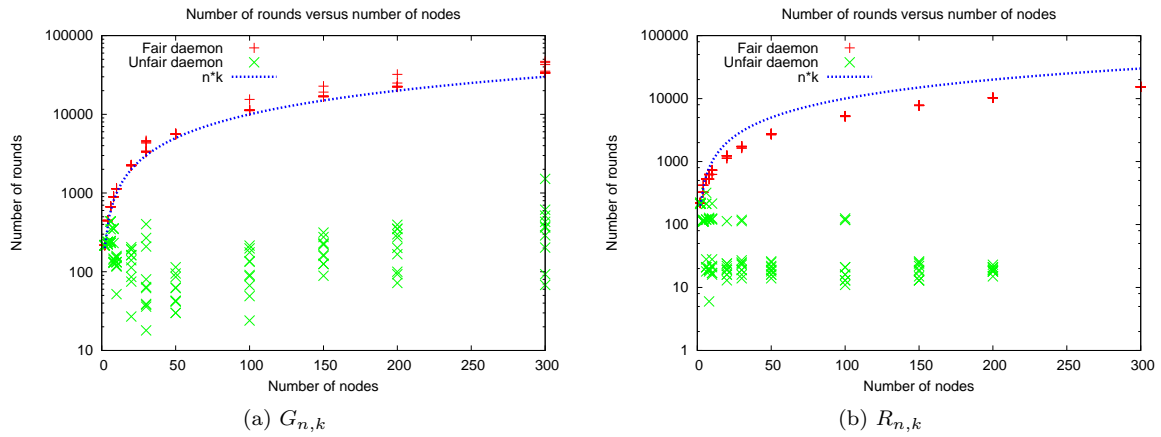 Number of rounds versus number of nodes
100000
10000
1000
100
10
0
50
100
150
200
250
300
Number of rounds
Number of nodes
Fair daemon
Unfair daemon
n*k
(a) G_{n,k}
Number of rounds versus number of nodes
100000
10000
1000
100
10
1
0
50
100
150
200
250
300
Number of rounds
Number of nodes
Fair daemon
Unfair daemon
n*k
(b) R_{n,k}